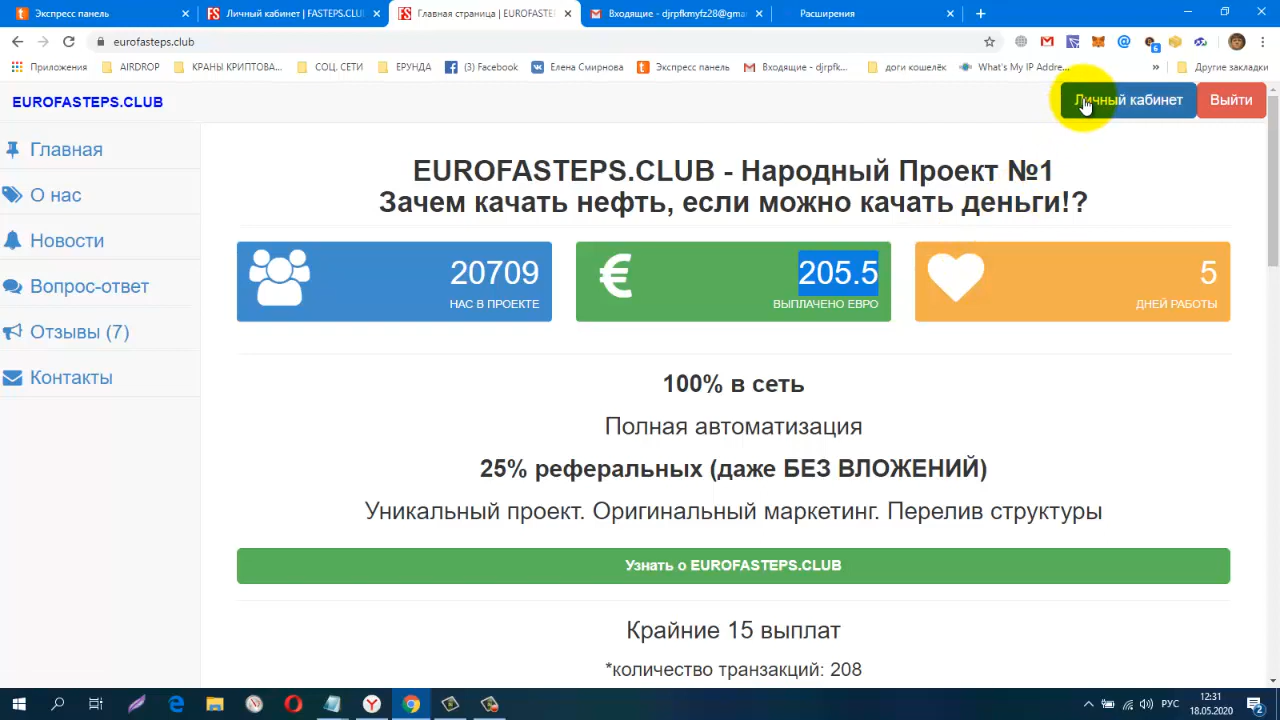 Экспресс панель
Личный кабинет | FASTEPS.CLU
Главная страница | EUROFASTE
Входящие - djrpfkmyfz28@gma
Расширения
eurofasteps.club
Приложения
AIRDROP
КРАНЫ КРИПТОВА...
СОЦ. СЕТИ
ЕРУНДА
(3) Facebook
Елена Смирнова
Экспресс панель
Входящие - djrpfk...
доги кошелёк
What's My IP Addre...
»
Другие закладки
EUROFASTEPS.CLUB
Личный кабинет
Выйти
Главная
О нас
Новости
Вопрос-ответ
Отзывы (7)
Контакты
EUROFASTEPS.CLUB - Народный Проект №1
Зачем качать нефть, если можно качать деньги!?
20709
НАС В ПРОЕКТЕ
205.5
ВЫПЛАЧЕНО ЕВРО
5
ДНЕЙ РАБОТЫ
100% в сеть
Полная автоматизация
25% реферальных (даже БЕЗ ВЛОЖЕНИЙ)
Уникальный проект. Оригинальный маркетинг. Перелив структуры
Узнать о EUROFASTEPS.CLUB
Крайние 15 выплат
*количество транзакций: 208
РУС
12:31
18.05.2020
2